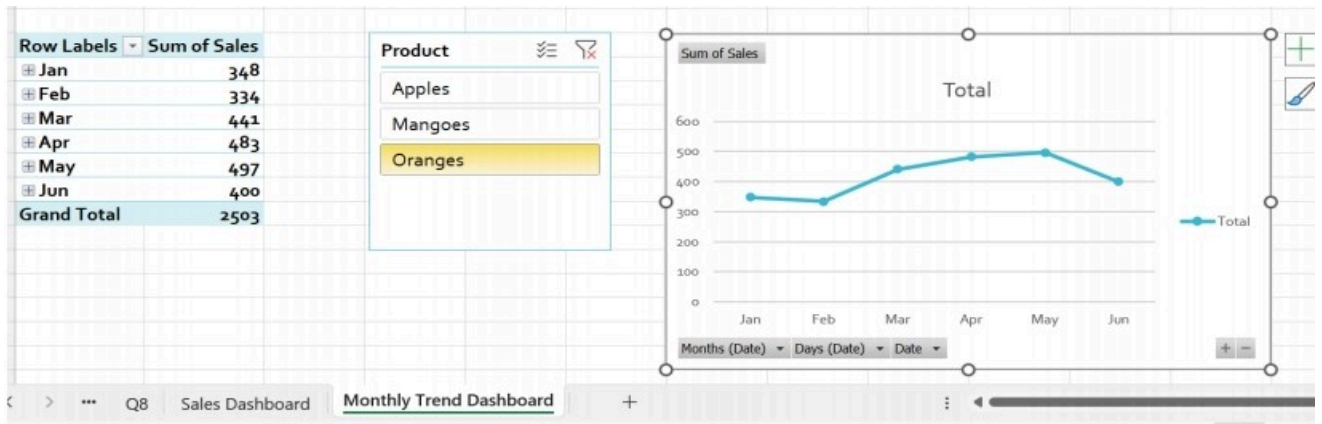 Row Labels Sum of Sales
Jan 348
Feb 334
Mar 441
Apr 483
May 497
Jun 400
Grand Total 2503
Product
Apples
Mangoes
Oranges
Sum of Sales
Total
600
500
400
300
200
100
0
Jan Feb Mar Apr May Jun
Total
Months (Date) Days (Date) Date
Q8 Sales Dashboard Monthly Trend Dashboard